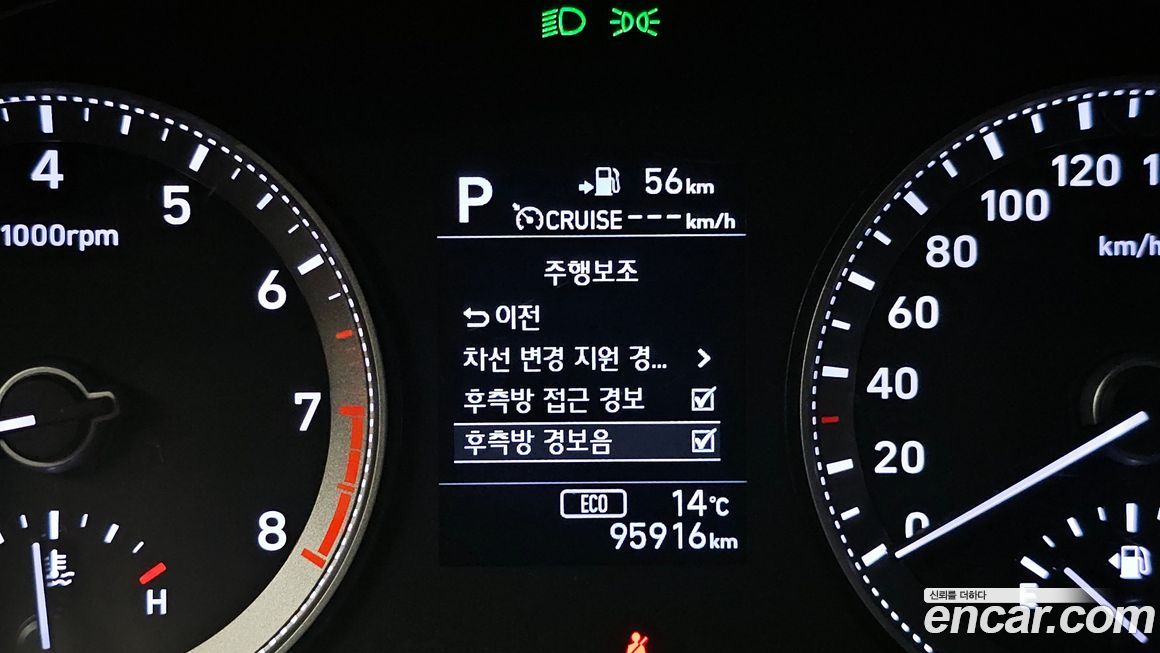 4
5
6
7
8
1000rpm
H
P 56km
CRUISE ---km/h
주행보조
이전
차선 변경 지원 경...
후측방 접근 경보
후측방 경보음
ECO 14℃
95916km
120
100
80
60
40
20
0
km/h
E
신뢰를 더하다
encar.com